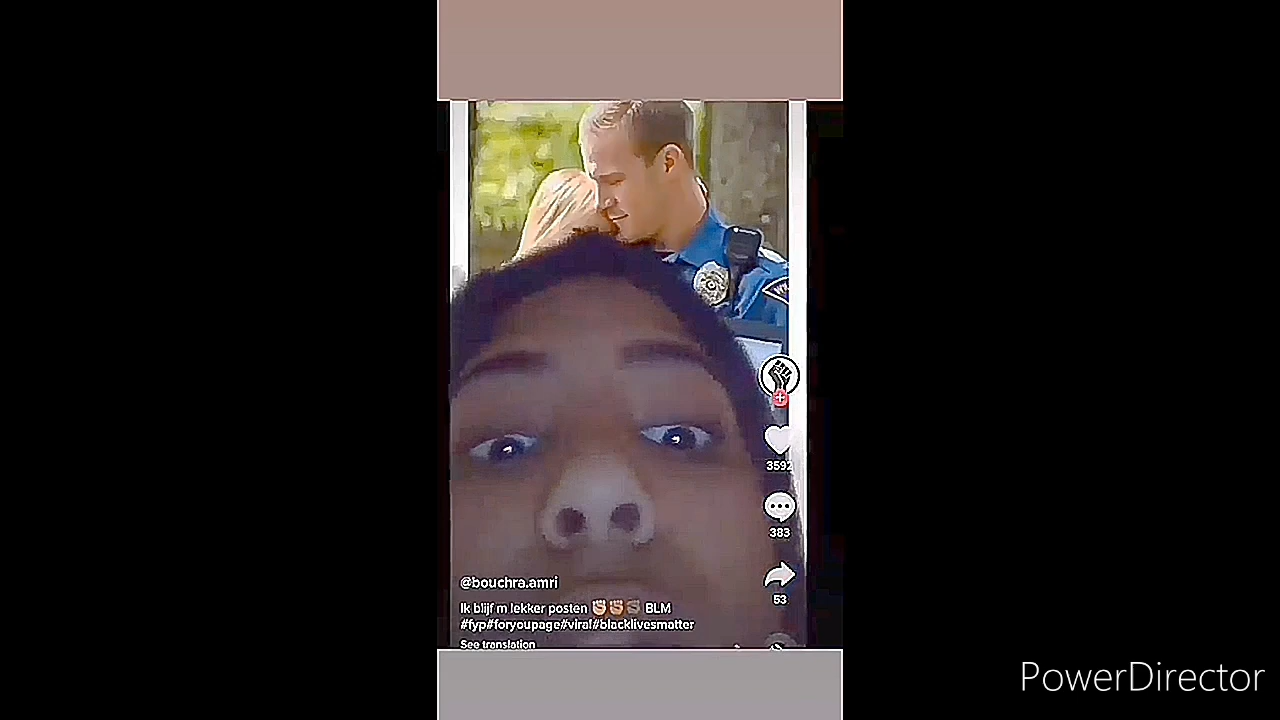 3592
383
53
@bouchra.amri
Ik blijf m lekker posten ✊🏼✊🏽✊🏿 BLM
#fyp#foryoupage#viral#blacklivesmatter
See translation
PowerDirector